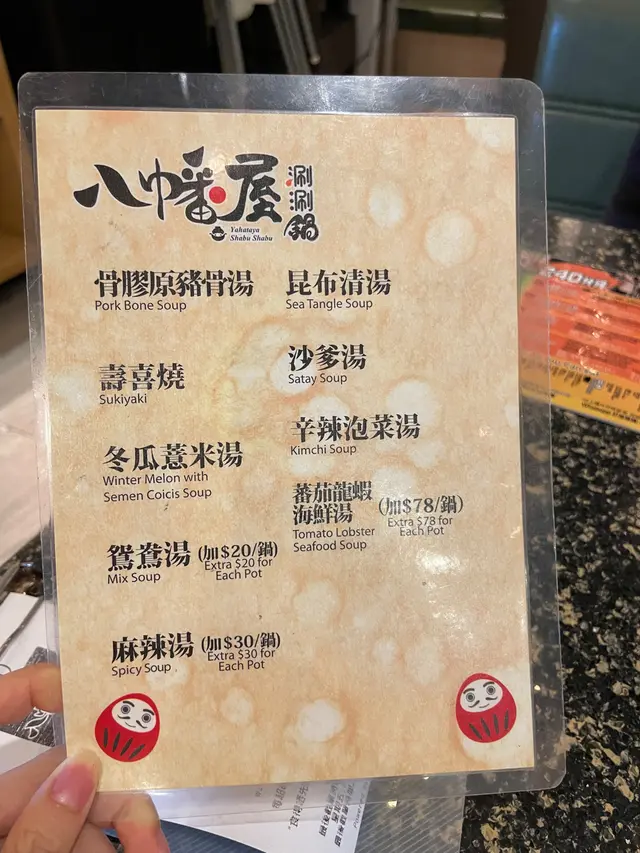 八幡屋
涮涮鍋
Yahataya
Shabu Shabu
骨膠原豬骨湯
Pork Bone Soup
昆布清湯
Sea Tangle Soup
壽喜燒
Sukiyaki
沙爹湯
Satay Soup
冬瓜薏米湯
Winter Melon with
Semen Coicis Soup
辛辣泡菜湯
Kimchi Soup
鴛鴦湯 (加$20/鍋)
Mix Soup
Extra $20 for
Each Pot
蕃茄龍蝦
海鮮湯 (加$78/鍋)
Tomato Lobster
Seafood Soup
Extra $78 for
Each Pot
麻辣湯 (加$30/鍋)
Spicy Soup
Extra $30 for
Each Pot